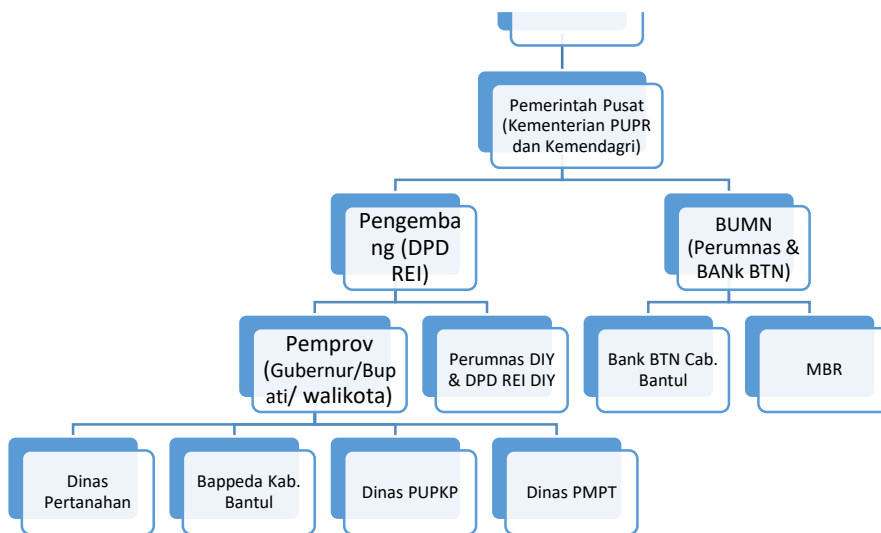 Pemerintah Pusat
(Kementerian PUPR
dan Kemendagri)
Pengemba
ng (DPD
REI)
BUMN
(Perumnas &
BANk BTN)
Pemprov
(Gubernur/Bup
ati/ walikota)
Perumnas DIY
& DPD REI DIY
Bank BTN Cab.
Bantul
MBR
Dinas
Pertanahan
Bappeda Kab.
Bantul
Dinas PUPKP
Dinas PMPT